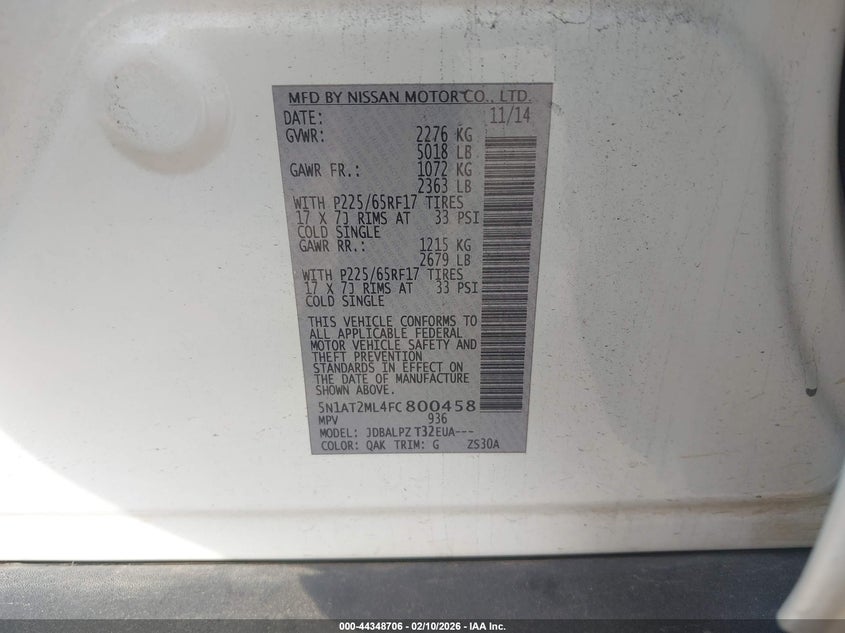 MFD BY NISSAN MOTOR CO., LTD.
DATE: 11/14
GVWR: 2276 KG
5018 LB
GAWR FR.: 1072 KG
2363 LB
WITH P225/65RF17 TIRES
17 X 7J RIMS AT 33 PSI
COLD SINGLE
GAWR RR.: 1215 KG
2679 LB
WITH P225/65RF17 TIRES
17 X 7J RIMS AT 33 PSI
COLD SINGLE
THIS VEHICLE CONFORMS TO
ALL APPLICABLE FEDERAL
MOTOR VEHICLE SAFETY AND
THEFT PREVENTION
STANDARDS IN EFFECT ON
THE DATE OF MANUFACTURE
SHOWN ABOVE.
5N1AT2ML4FC800458
MPV 936
MODEL: JDBALPZ T32EUA---
COLOR: QAK TRIM: G ZS30A
000-44348706 - 02/10/2026 - IAA Inc.